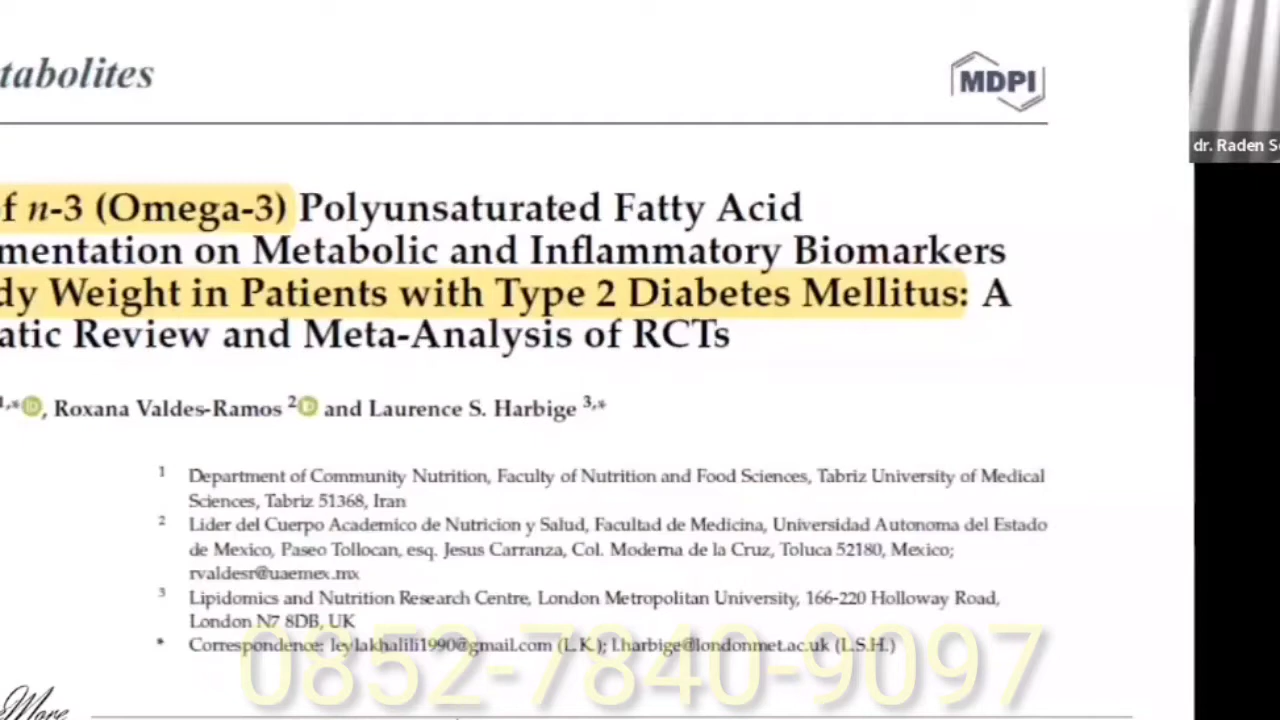 tabolites
MDPI
dr. Raden S
of n-3 (Omega-3) Polyunsaturated Fatty Acid
mentation on Metabolic and Inflammatory Biomarkers
dy Weight in Patients with Type 2 Diabetes Mellitus: A
atic Review and Meta-Analysis of RCTs
1,*, Roxana Valdes-Ramos 2 and Laurence S. Harbige 3,*
1 Department of Community Nutrition, Faculty of Nutrition and Food Sciences, Tabriz University of Medical
Sciences, Tabriz 51368, Iran
2 Lider del Cuerpo Academico de Nutricion y Salud, Facultad de Medicina, Universidad Autonoma del Estado
de Mexico, Paseo Tollocan, esq. Jesus Carranza, Col. Moderna de la Cruz, Toluca 52180, Mexico;
rvaldesr@uaemex.mx
3 Lipidomics and Nutrition Research Centre, London Metropolitan University, 166-220 Holloway Road,
London N7 8DB, UK
* Correspondence: leylakhalili1990@gmail.com (L.K.); l.harbige@londonmet.ac.uk (L.S.H.)
0852-7840-9097
More